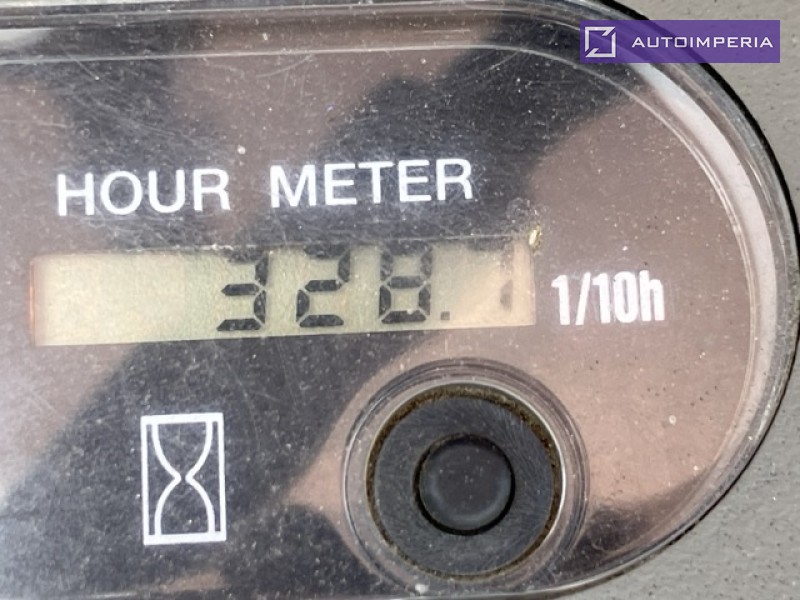 AUTOIMPERIA
HOUR METER
328.
1/10h